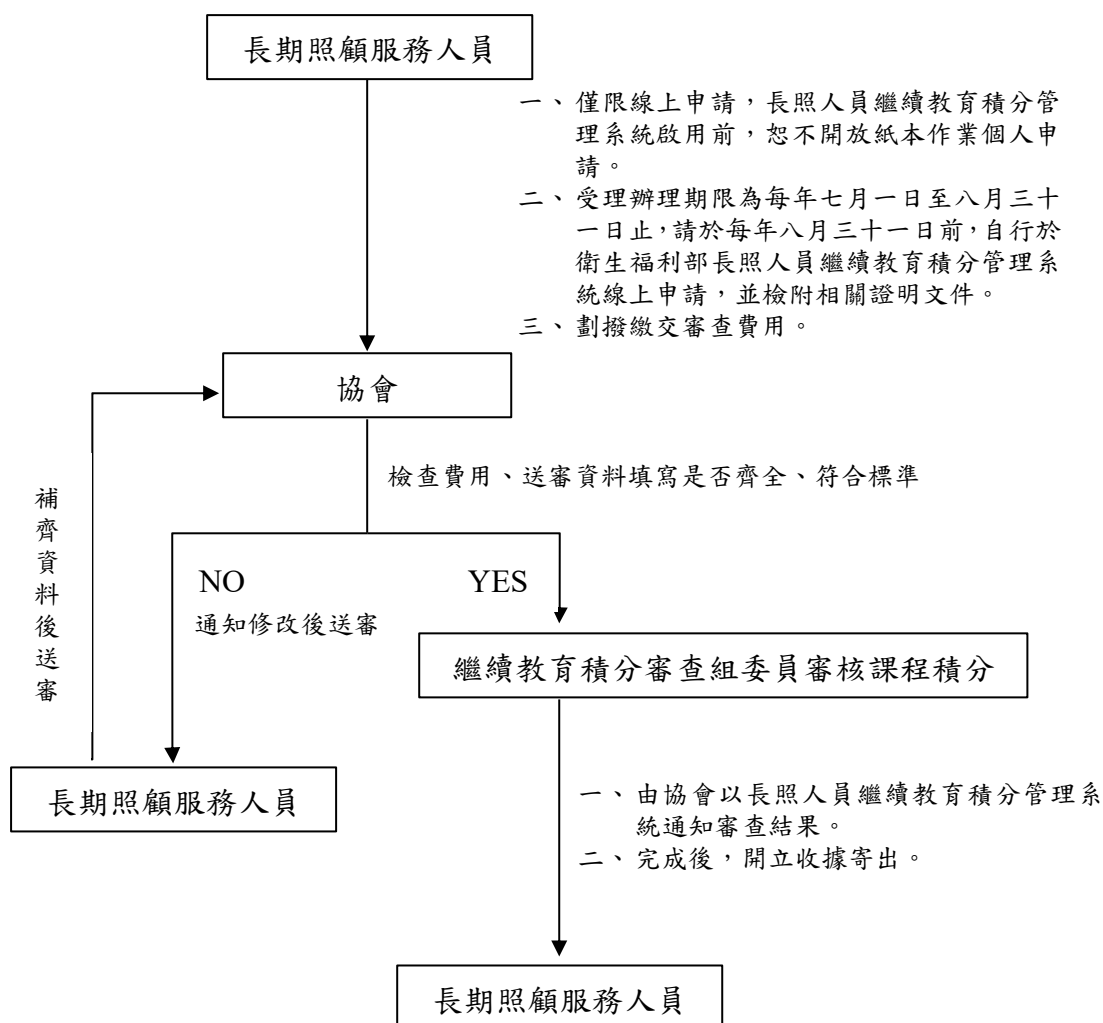 長期照顧服務人員
一、僅限線上申請，長照人員繼續教育積分管
理系統啟用前，恕不開放紙本作業個人申
請。
二、受理辦理期限為每年七月一日至八月三十
一日止，請於每年八月三十一日前，自行於
衛生福利部長照人員繼續教育積分管理系
統線上申請，並檢附相關證明文件。
三、劃撥繳交審查費用。
協會
檢查費用、送審資料填寫是否齊全、符合標準
補齊資料後送審
NO
YES
通知修改後送審
繼續教育積分審查組委員審核課程積分
長期照顧服務人員
一、由協會以長照人員繼續教育積分管理系
統通知審查結果。
二、完成後，開立收據寄出。
長期照顧服務人員